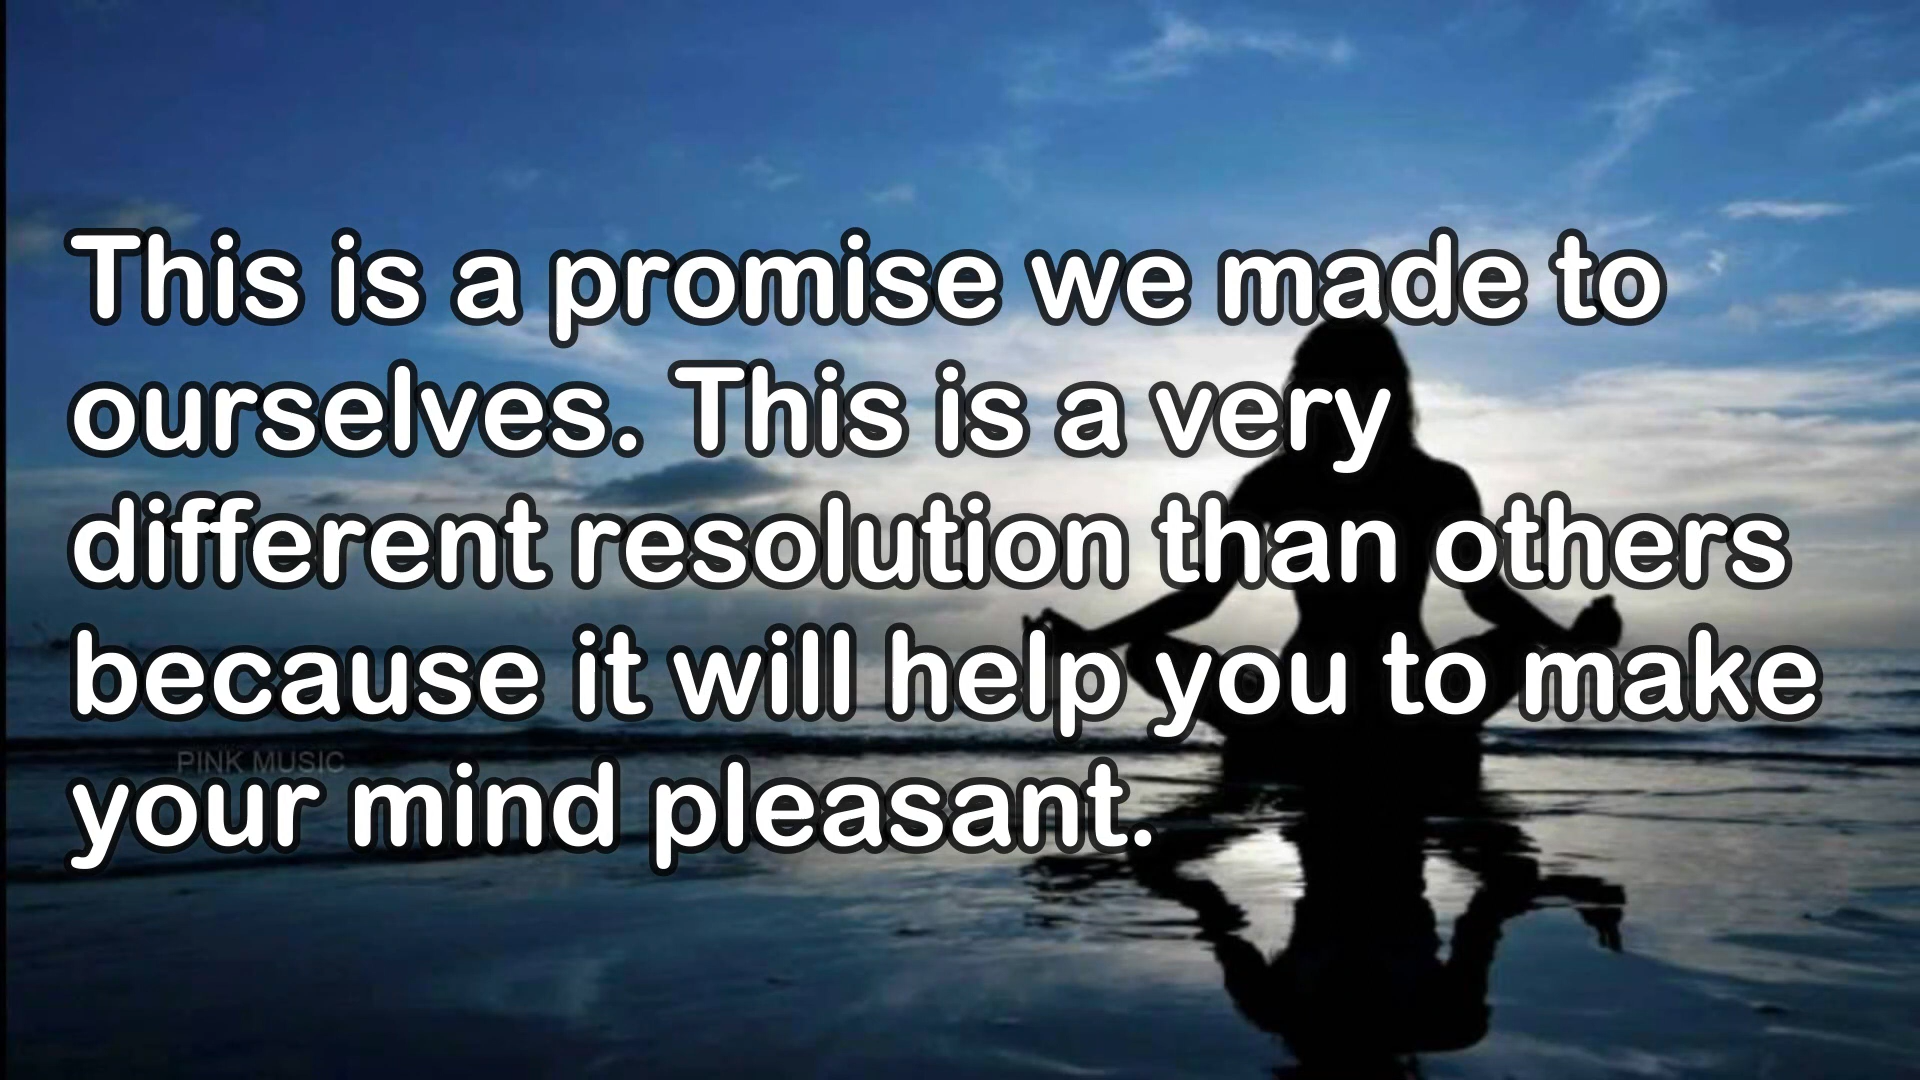 This is a promise we made to
ourselves. This is a very
different resolution than others
because it will help you to make
PINK MUSIC
your mind pleasant.